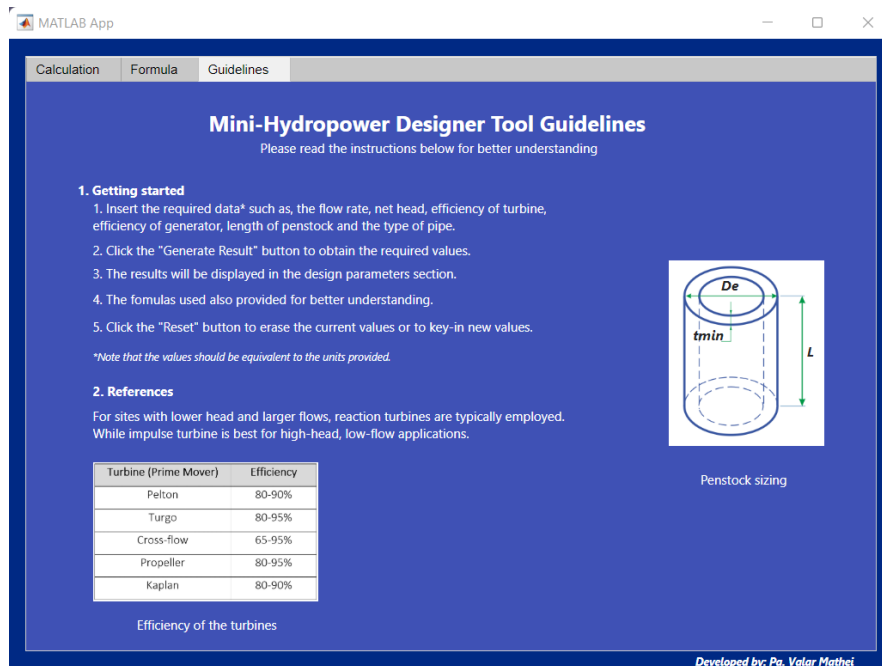 MATLAB App
Calculation Formula Guidelines
Mini-Hydropower Designer Tool Guidelines
Please read the instructions below for better understanding
1. Getting started
1. Insert the required data* such as, the flow rate, net head, efficiency of turbine,
efficiency of generator, length of penstock and the type of pipe.
2. Click the "Generate Result" button to obtain the required values.
3. The results will be displayed in the design parameters section.
4. The fomulas used also provided for better understanding.
5. Click the "Reset" button to erase the current values or to key-in new values.
*Note that the values should be equivalent to the units provided.
2. References
For sites with lower head and larger flows, reaction turbines are typically employed.
While impulse turbine is best for high-head, low-flow applications.
Turbine (Prime Mover) Efficiency
Pelton 80-90%
Turgo 80-95%
Cross-flow 65-95%
Propeller 80-95%
Kaplan 80-90%
Efficiency of the turbines
De
tmin
L
Penstock sizing
Developed by: Pa. Valar Mathei